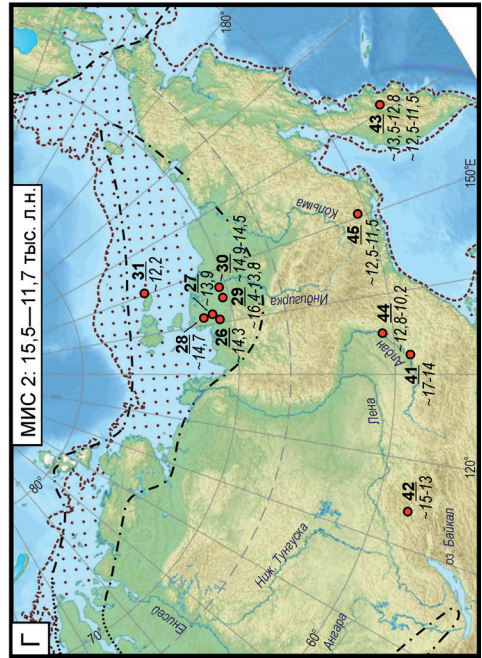 Г
МИС 2: 15,5—11,7 тыс. л.н.
80°
70°
60°
180°
150°E
120°
31
~12,2
27
~13,9
28
~14,7
26
~14,3
30
~14,9-14,5
29
~16,4-13,8
43
~13,5-12,8
~12,5-11,5
45
~12,5-11,5
44
~12,8-10,2
41
~17-14
42
~15-13
Енисей
Ниж. Тунгуска
Ангара
оз. Байкал
Лена
Алдан
Индигирка
Колыма